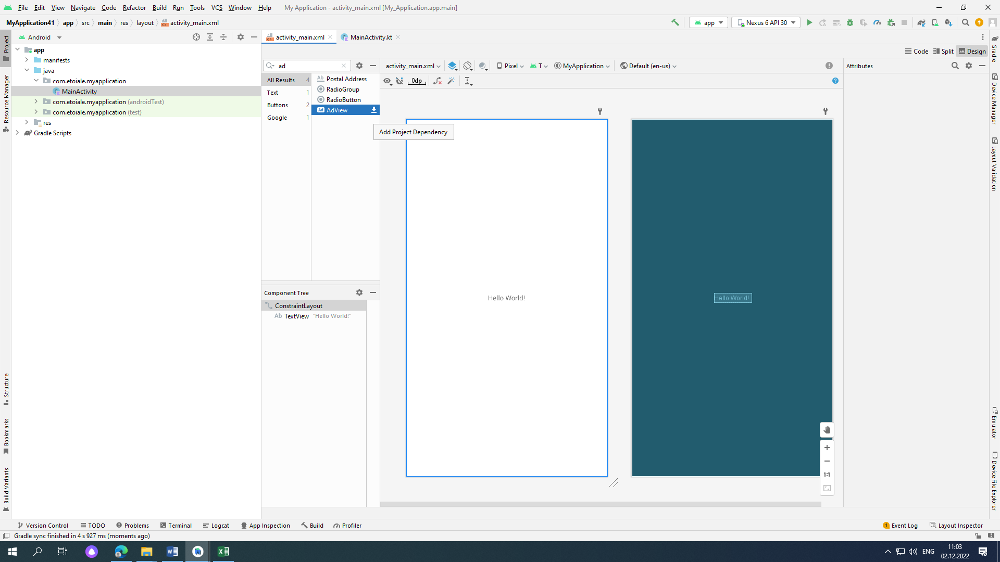 File Edit View Navigate Code Refactor Build Run Tools VCS Window Help My Application - activity_main.xml [My_Application.app.main]
MyApplication41 app src main res layout activity_main.xml app Nexus 6 API 30
Project
Android
activity_main.xml MainActivity.kt
Gradle
app
manifests
java
com.etoiale.myapplication
MainActivity
com.etoiale.myapplication (androidTest)
com.etoiale.myapplication (test)
res
Gradle Scripts
Code Split Design
ad
activity_main.xml Pixel T MyApplication Default (en-us)
Attributes
All Results 4
Text 1
Buttons 2
Google 1
Ab Postal Address
RadioGroup
RadioButton
Ad AdView
0dp
Add Project Dependency
Hello World!
Hello World!
Component Tree
ConstraintLayout
Ab TextView "Hello World!"
1:1
Resource Manager
Structure
Bookmarks
Build Variants
Device Manager
Layout Validation
Emulator
Device File Explorer
Version Control TODO Problems Terminal Logcat App Inspection Build Profiler 1 Event Log Layout Inspector
Gradle sync finished in 4 s 927 ms (moments ago)
ENG
11:03
02.12.2022